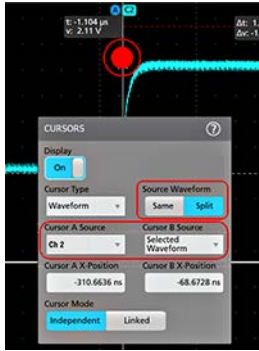 a C2
t: -1.104 µs
v: 2.11 V
Δt: 1.
Δv: -1
CURSORS ?
Display
On
Cursor Type Source Waveform
Waveform Same Split
Cursor A Source Cursor B Source
Ch 2 Selected Waveform
Cursor A X-Position Cursor B X-Position
-310.6636 ns -68.6728 ns
Cursor Mode
Independent Linked